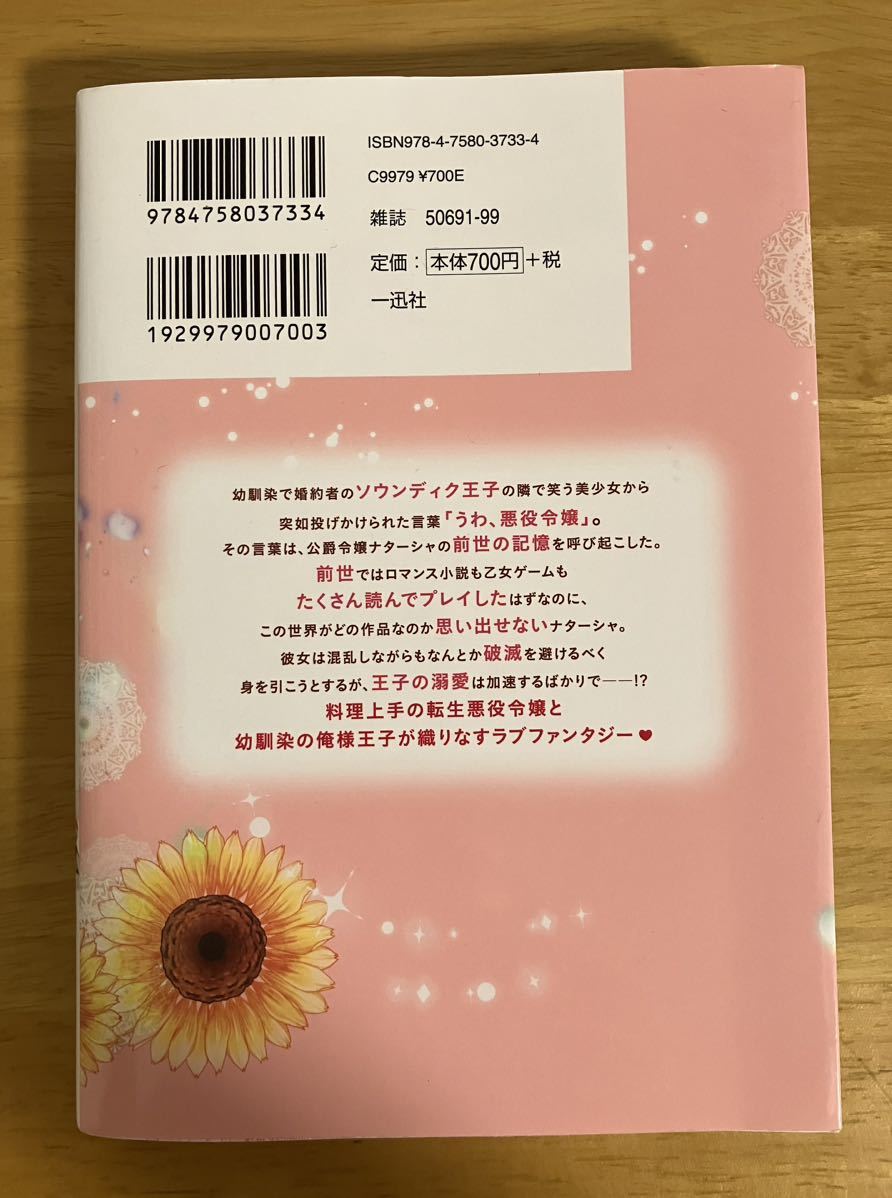 ISBN978-4-7580-3733-4
C9979 ¥700E
雑誌 50691-99
定価：本体700円＋税
一迅社
9784758037334
1929979007003
幼馴染で婚約者のソウンディク王子の隣で笑う美少女から
突如投げかけられた言葉「うわ、悪役令嬢」。
その言葉は、公爵令嬢ナターシャの前世の記憶を呼び起こした。
前世ではロマンス小説も乙女ゲームも
たくさん読んでプレイしたはずなのに、
この世界がどの作品なのか思い出せないナターシャ。
彼女は混乱しながらもなんとか破滅を避けるべく
身を引こうとするが、王子の溺愛は加速するばかりで――!?
料理上手の転生悪役令嬢と
幼馴染の俺様王子が織りなすラブファンタジー♥